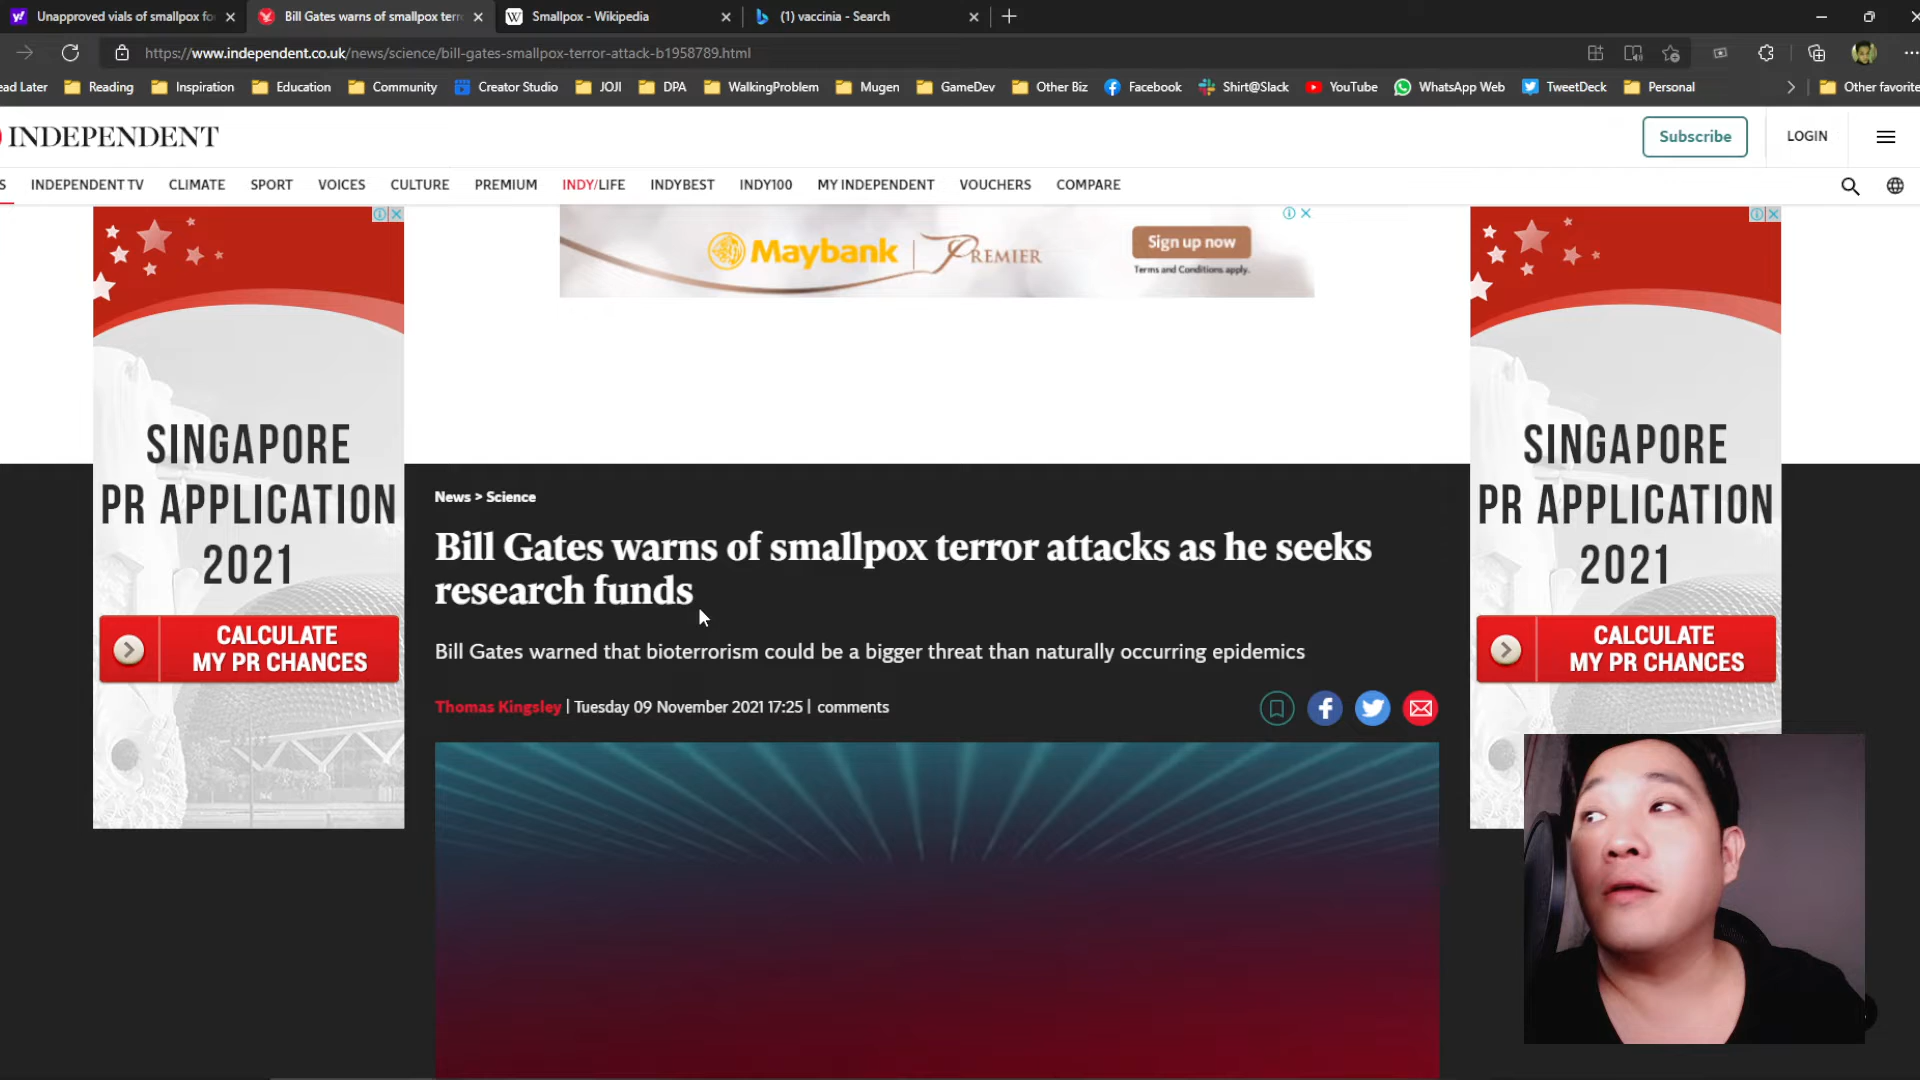 Unapproved vials of smallpox fo
Bill Gates warns of smallpox terr
Smallpox - Wikipedia
(1) vaccinia - Search
https://www.independent.co.uk/news/science/bill-gates-smallpox-terror-attack-b1958789.html
ead Later
Reading
Inspiration
Education
Community
Creator Studio
JOJI
DPA
WalkingProblem
Mugen
GameDev
Other Biz
Facebook
Shirt@Slack
YouTube
WhatsApp Web
TweetDeck
Personal
Other favorite
INDEPENDENT
Subscribe
LOGIN
S
INDEPENDENT TV
CLIMATE
SPORT
VOICES
CULTURE
PREMIUM
INDY/LIFE
INDYBEST
INDY100
MY INDEPENDENT
VOUCHERS
COMPARE
Maybank
PREMIER
Sign up now
Terms and Conditions apply.
SINGAPORE
PR APPLICATION
2021
CALCULATE
MY PR CHANCES
News > Science
Bill Gates warns of smallpox terror attacks as he seeks
research funds
Bill Gates warned that bioterrorism could be a bigger threat than naturally occurring epidemics
Thomas Kingsley | Tuesday 09 November 2021 17:25 | comments
SINGAPORE
PR APPLICATION
2021
CALCULATE
MY PR CHANCES